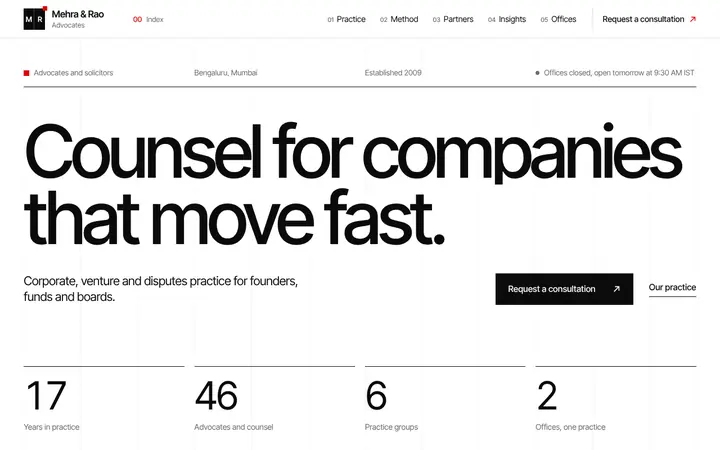 M R
Mehra & Rao
Advocates
00 Index
01 Practice
02 Method
03 Partners
04 Insights
05 Offices
Request a consultation
Advocates and solicitors
Bengaluru, Mumbai
Established 2009
Offices closed, open tomorrow at 9:30 AM IST
Counsel for companies
that move fast.
Corporate, venture and disputes practice for founders,
funds and boards.
Request a consultation
Our practice
17
Years in practice
46
Advocates and counsel
6
Practice groups
2
Offices, one practice